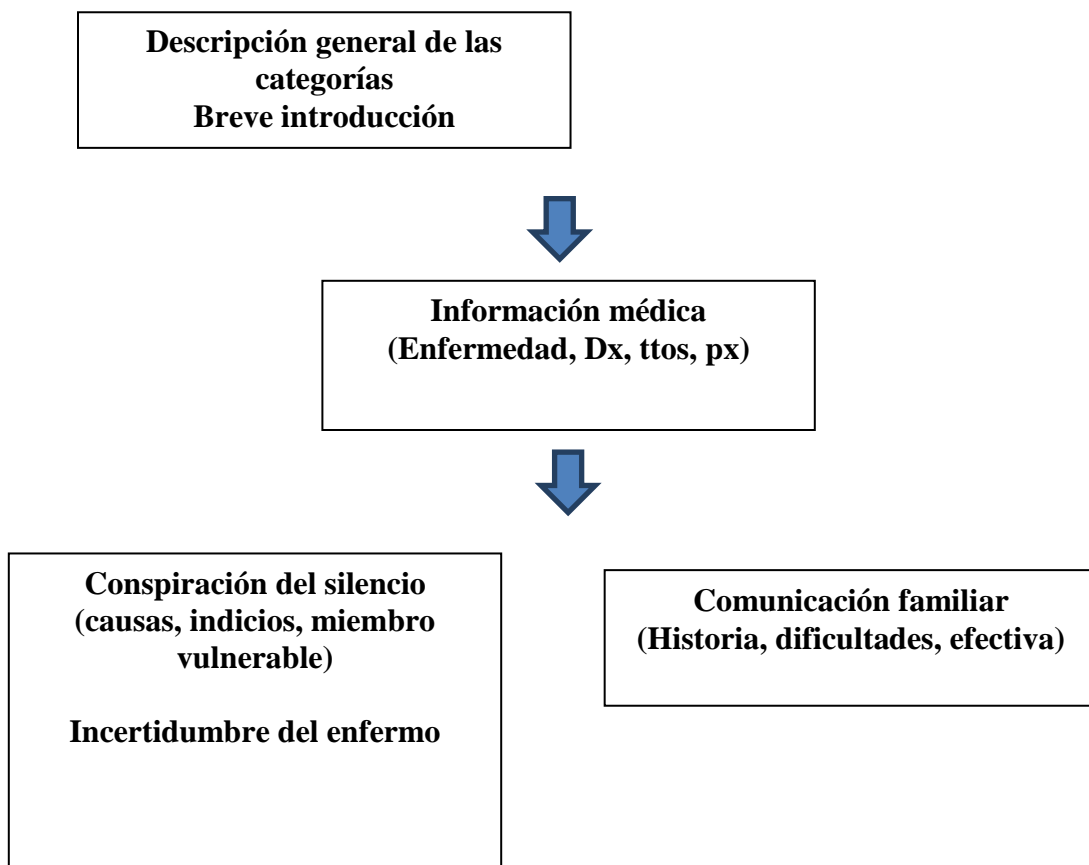 Descripción general de las
categorías
Breve introducción
Información médica
(Enfermedad, Dx, ttos, px)
Conspiración del silencio
(causas, indicios, miembro
vulnerable)
Incertidumbre del enfermo
Comunicación familiar
(Historia, dificultades, efectiva)